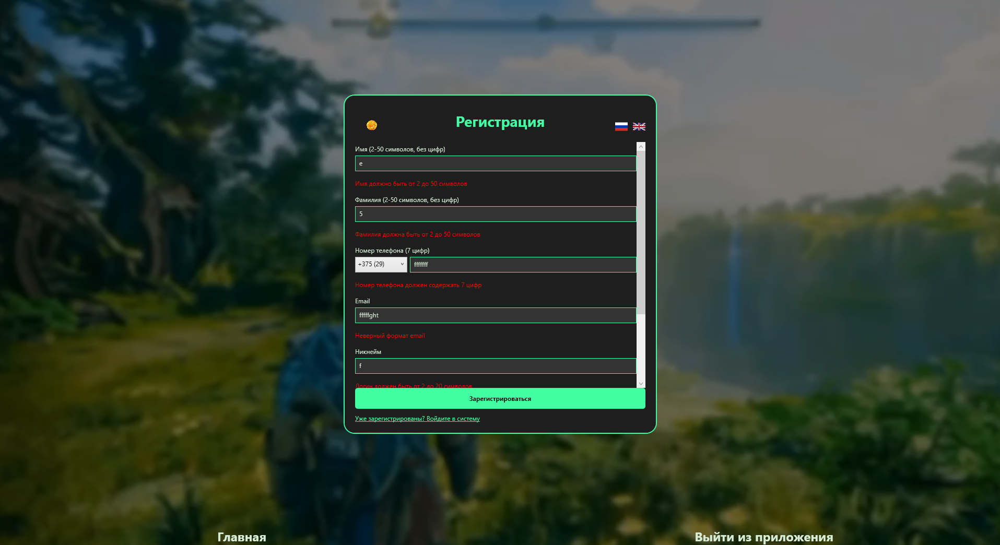 Регистрация
Имя (2-50 символов, без цифр)
e
Имя должно быть от 2 до 50 символов
Фамилия (2-50 символов, без цифр)
5
Фамилия должна быть от 2 до 50 символов
Номер телефона (7 цифр)
+375 (29) fffffff
Номер телефона должен содержать 7 цифр
Email
fffffght
Неверный формат email
Никнейм
f
Логин должен быть от 2 до 20 символов
Зарегистрироваться
Уже зарегистрированы? Войдите в систему
Главная Выйти из приложения